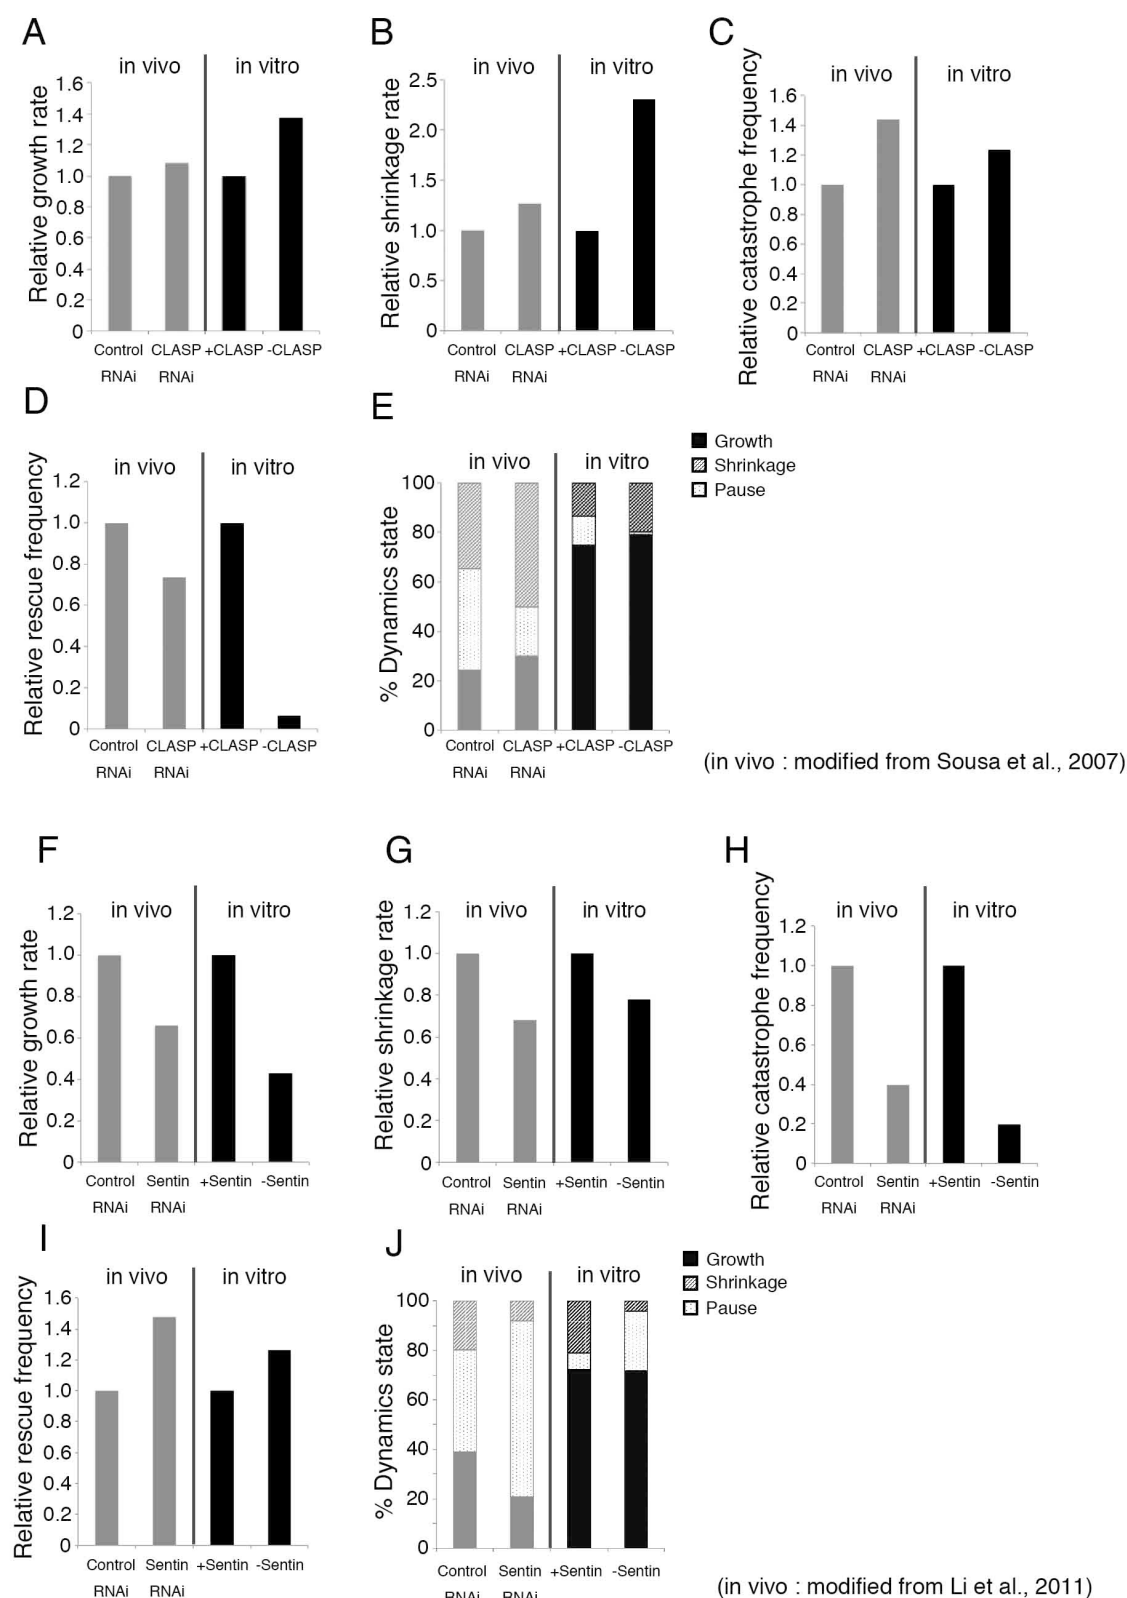 A
in vivo
in vitro
Relative growth rate
1.6
1.4
1.2
1.0
0.8
0.6
0.4
0.2
0
Control CLASP +CLASP -CLASP
RNAi RNAi
B
in vivo
in vitro
Relative shrinkage rate
2.5
2.0
1.5
1.0
0.5
0
Control CLASP +CLASP -CLASP
RNAi RNAi
C
in vivo
in vitro
Relative catastrophe frequency
1.6
1.4
1.2
1.0
0.8
0.6
0.4
0.2
0
Control CLASP +CLASP -CLASP
RNAi RNAi
D
in vivo
in vitro
Relative rescue frequency
1.2
1.0
0.8
0.6
0.4
0.2
0
Control CLASP +CLASP -CLASP
RNAi RNAi
E
in vivo
in vitro
% Dynamics state
100
80
60
40
20
0
Control CLASP +CLASP -CLASP
RNAi RNAi
Growth
Shrinkage
Pause
(in vivo : modified from Sousa et al., 2007)
F
in vivo
in vitro
Relative growth rate
1.2
1.0
0.8
0.6
0.4
0.2
0
Control Sentin +Sentin -Sentin
RNAi RNAi
G
in vivo
in vitro
Relative shrinkage rate
1.2
1.0
0.8
0.6
0.4
0.2
0
Control Sentin +Sentin -Sentin
RNAi RNAi
H
in vivo
in vitro
Relative catastrophe frequency
1.2
1.0
0.8
0.6
0.4
0.2
0
Control Sentin +Sentin -Sentin
RNAi RNAi
I
in vivo
in vitro
Relative rescue frequency
1.6
1.4
1.2
1.0
0.8
0.6
0.4
0.2
0
Control Sentin +Sentin -Sentin
RNAi RNAi
J
in vivo
in vitro
% Dynamics state
100
80
60
40
20
0
Control Sentin +Sentin -Sentin
RNAi RNAi
Growth
Shrinkage
Pause
(in vivo : modified from Li et al., 2011)